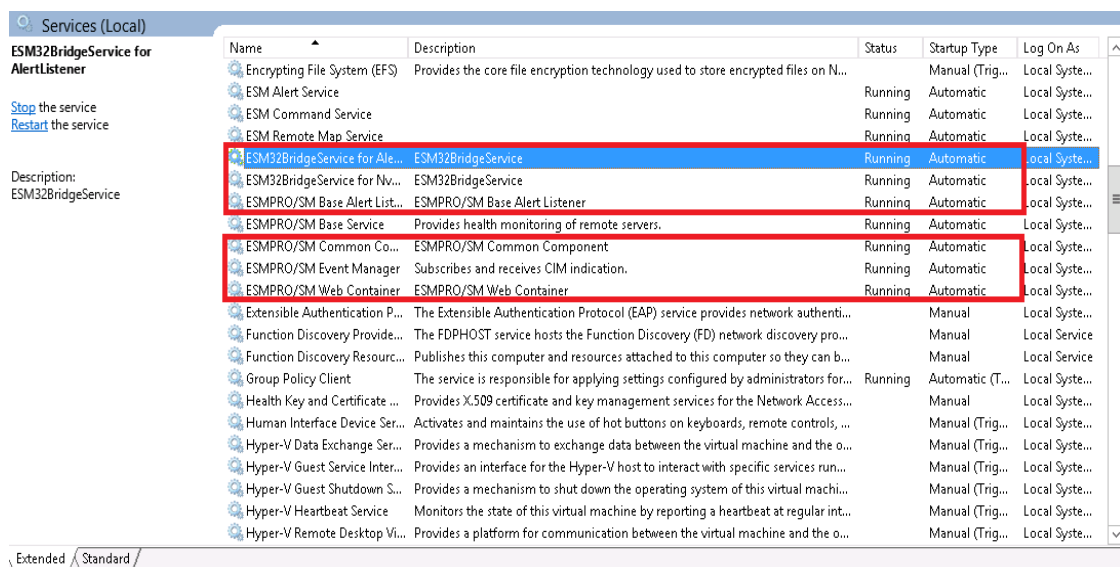 Services (Local)
ESM32BridgeService for
AlertListener
Stop the service
Restart the service
Description:
ESM32BridgeService
Name Description Status Startup Type Log On As
Encrypting File System (EFS) Provides the core file encryption technology used to store encrypted files on N... Manual (Trig... Local Syste...
ESM Alert Service Running Automatic Local Syste...
ESM Command Service Running Automatic Local Syste...
ESM Remote Map Service Running Automatic Local Syste...
ESM32BridgeService for Ale... ESM32BridgeService Running Automatic Local Syste...
ESM32BridgeService for Nv... ESM32BridgeService Running Automatic Local Syste...
ESMPRO/SM Base Alert List... ESMPRO/SM Base Alert Listener Running Automatic Local Syste...
ESMPRO/SM Base Service Provides health monitoring of remote servers. Running Automatic Local Syste...
ESMPRO/SM Common Co... ESMPRO/SM Common Component Running Automatic Local Syste...
ESMPRO/SM Event Manager Subscribes and receives CIM indication. Running Automatic Local Syste...
ESMPRO/SM Web Container ESMPRO/SM Web Container Running Automatic Local Syste...
Extensible Authentication P... The Extensible Authentication Protocol (EAP) service provides network authenti... Manual Local Syste...
Function Discovery Provide... The FDPHOST service hosts the Function Discovery (FD) network discovery pro... Manual Local Service
Function Discovery Resourc... Publishes this computer and resources attached to this computer so they can b... Manual Local Service
Group Policy Client The service is responsible for applying settings configured by administrators for... Running Automatic (T... Local Syste...
Health Key and Certificate ... Provides X.509 certificate and key management services for the Network Access... Manual Local Syste...
Human Interface Device Ser... Activates and maintains the use of hot buttons on keyboards, remote controls, ... Manual (Trig... Local Syste...
Hyper-V Data Exchange Ser... Provides a mechanism to exchange data between the virtual machine and the o... Manual (Trig... Local Syste...
Hyper-V Guest Service Inter... Provides an interface for the Hyper-V host to interact with specific services run... Manual (Trig... Local Syste...
Hyper-V Guest Shutdown S... Provides a mechanism to shut down the operating system of this virtual machi... Manual (Trig... Local Syste...
Hyper-V Heartbeat Service Monitors the state of this virtual machine by reporting a heartbeat at regular int... Manual (Trig... Local Syste...
Hyper-V Remote Desktop Vi... Provides a platform for communication between the virtual machine and the o... Manual (Trig... Local Syste...
Extended Standard